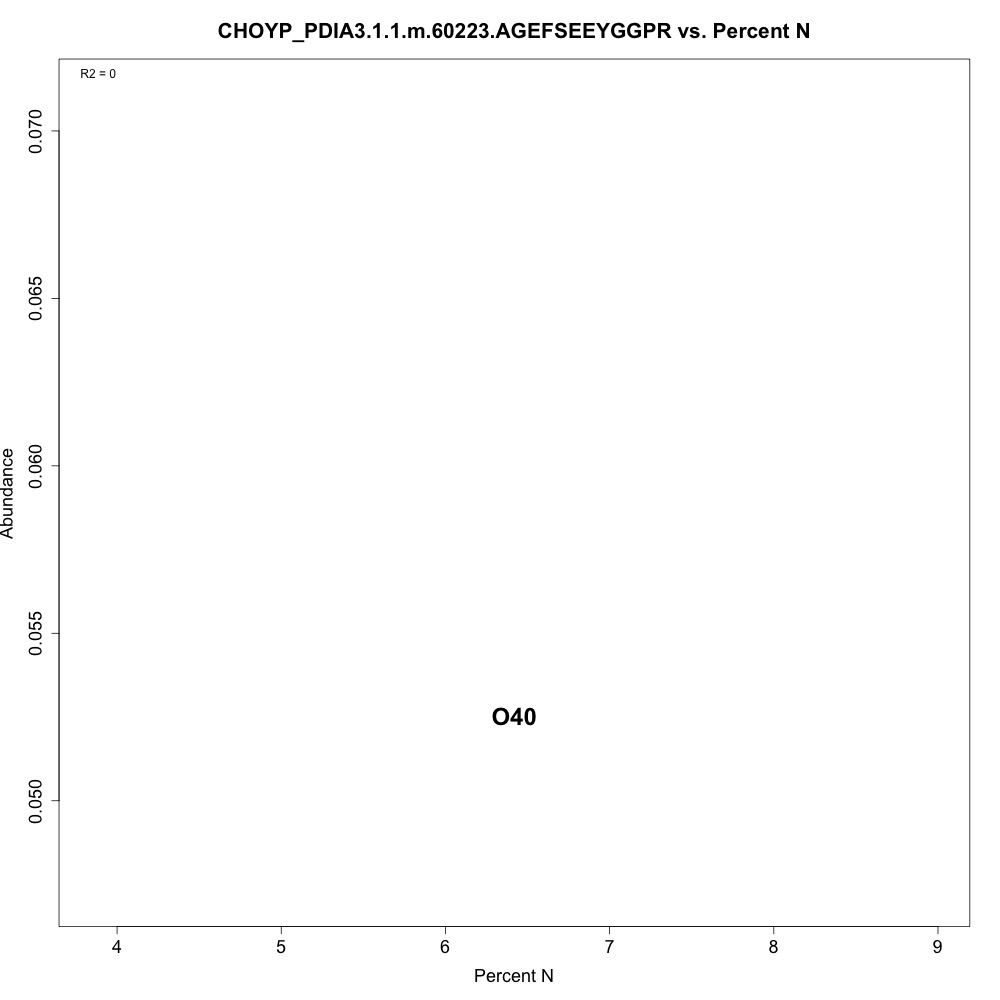 CHOYP_PDIA3.1.1.m.60223.AGEFSEEYGGPR vs. Percent N
R2 = 0
0.070
0.065
0.060
0.055
0.050
Abundance
O40
4 5 6 7 8 9
Percent N